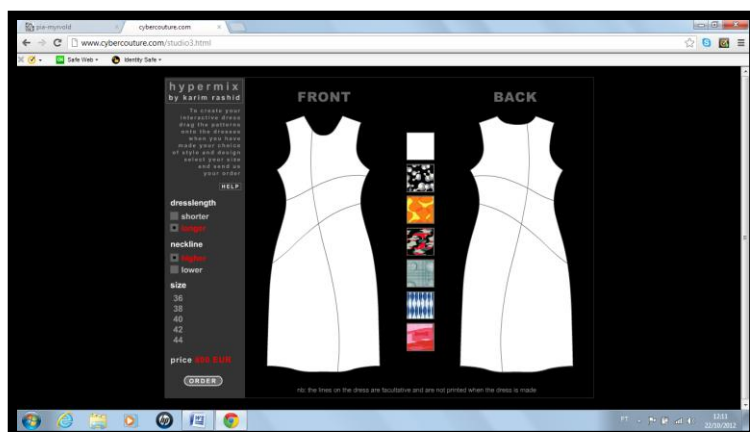 pia-myrvold
cybercouture.com
www.cybercouture.com/studio3.html
Safe Web
Identity Safe
hypermix
by karim rashid
To create your
interactive dress
drag the patterns
onto the dresses
when you have
made your choice
of style and design
select your size
and send us
your order
HELP
dresslength
shorter
longer
neckline
higher
lower
size
36
38
40
42
44
price 600 EUR
ORDER
FRONT
BACK
nb: the lines on the dress are facultative and are not printed when the dress is made
PT
12:11
22/10/2012